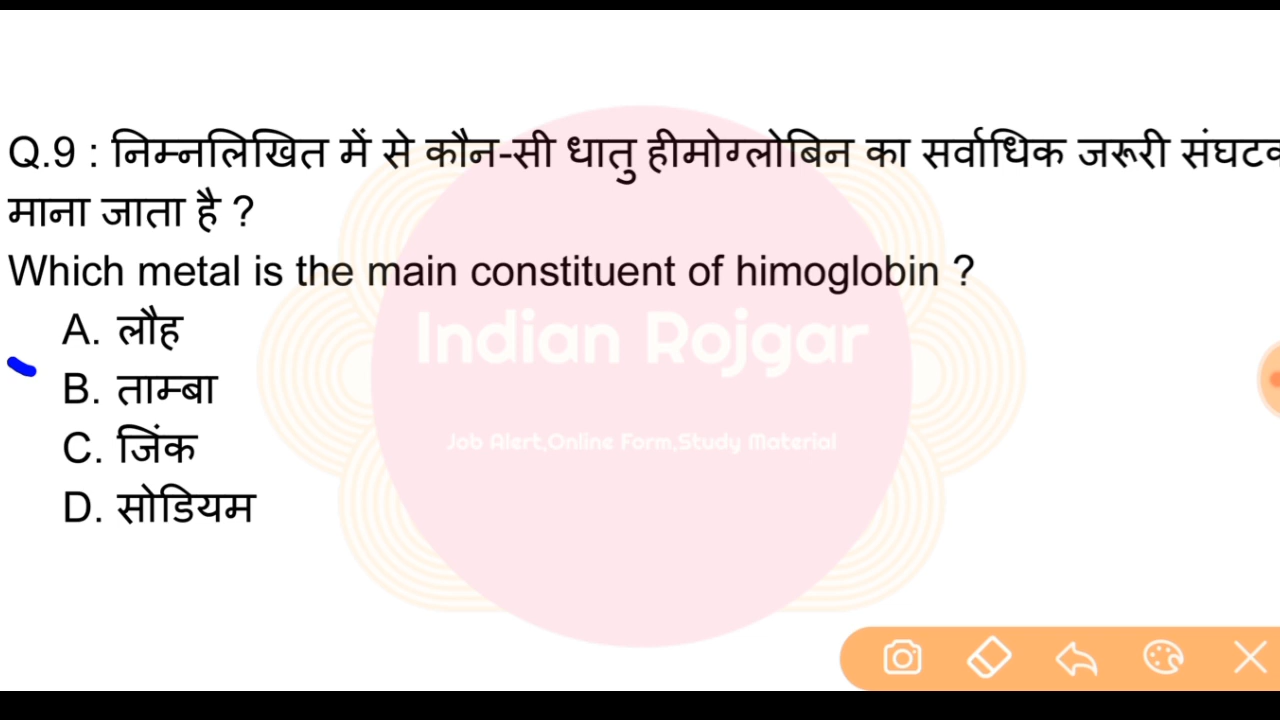 Q.9 : निम्नलिखित में से कौन-सी धातु हीमोग्लोबिन का सर्वाधिक जरूरी
माना जाता है ?
Which metal is the main constituent of himoglobin ?
A. लौह
Indian Rojgar
B. ताम्बा
C. जिंक
Job Alert,Online Form,Study Material
D. सोडियम